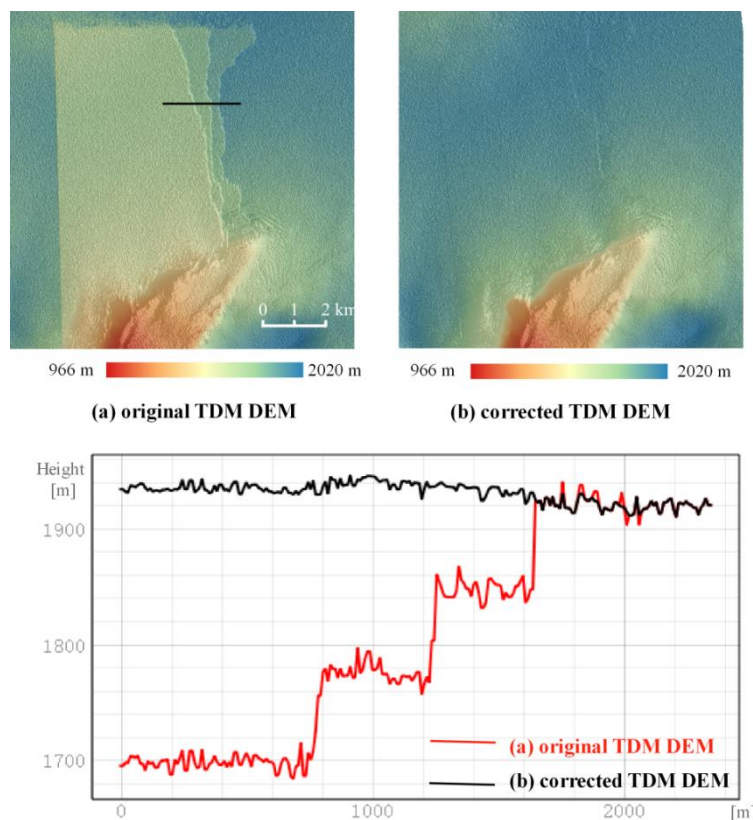 0 1 2 km
966 m 2020 m 966 m 2020 m
(a) original TDM DEM (b) corrected TDM DEM
Height
[m]
1900
1800
1700
(a) original TDM DEM
(b) corrected TDM DEM
0 1000 2000 [m]